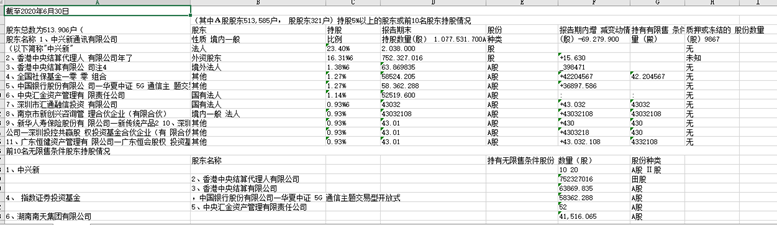 A B C D E F G H I
截至2020年6月30日
(其中A股股东513,585户， 股股东321户) 持股5%以上的股东或前10名股东持股情况
股东总数为513.906户( 股东 持股 报告期末 股份 报告期内增 减变动情 持有有限售 条件 质押或冻结的 股份数量
股东名称 1、中兴新通讯有限公司 性质 境内一般 比例 持股数量(股) 1.077.531.700A 种类 (股) -69.279.900 量(股) (股) 9867
(以下简称"中兴新" 法人 23.40% 2.038.000 股 无
2、香港中央结算代理人 有限公司年了 外资股东 16.31%6 752.327.016 +15.630 未知
3、香港中央结算有限公 司注4 境外法人 1.38%6 63.869835 A股 398471 无
4、全国社保基金一零 零 组合 其他 1.27% 58524.205 A股 +42204567 42.204567 无
5、中国银行股份有限公 司一华夏中证 5G 通信主 题交 其他 1.27% 58.362.288 A股 +36897.586 无
6、中央汇金资产管理有 限责任公司 国有法人 1.14% 52519.600 A股 无
7、深圳市汇通融信投资 有限公司 国有法人 0.93%6 43032 A股 +43.032 43032 无
8、南京市新创兴咨询管 理合伙企业（有限合伙） 境内一般 法人 0.93% 43032108 A股 +43032108 43032108 无
9、新华人寿保险股份有 限公司一新传统产品2 10、深圳 其他 0.93% 43.01 A股 +430 430 无
公司一深圳投控共赢股 权投资基金合伙企业（有 限合伙 其他 0.93% 43.01 A股 +4303218 430 无
11、广东恒健资产管理有 限公司一广东恒会股权 投资基 其他 0.93% 43.01 A股 +43.032.108 4332108 无
前10名无限售条件股东持股情况
股东名称 持有无限售条件股份 数量（股） 股份种类
1、中兴新 10 20 A股 Ⅱ股
2、香港中央结算代理人有限公司 752327016 田股
3、香港中央结算有限公司 63869.835 A股
4、 指数证券投资基金 ，中国银行股份有限公司一华夏中证 5G 通信主题交易型开放式 58362.288 A股
5、中央汇金资产管理有限责任公司 52 A股
6、湖南南天集团有限公司 41,516.065 A股